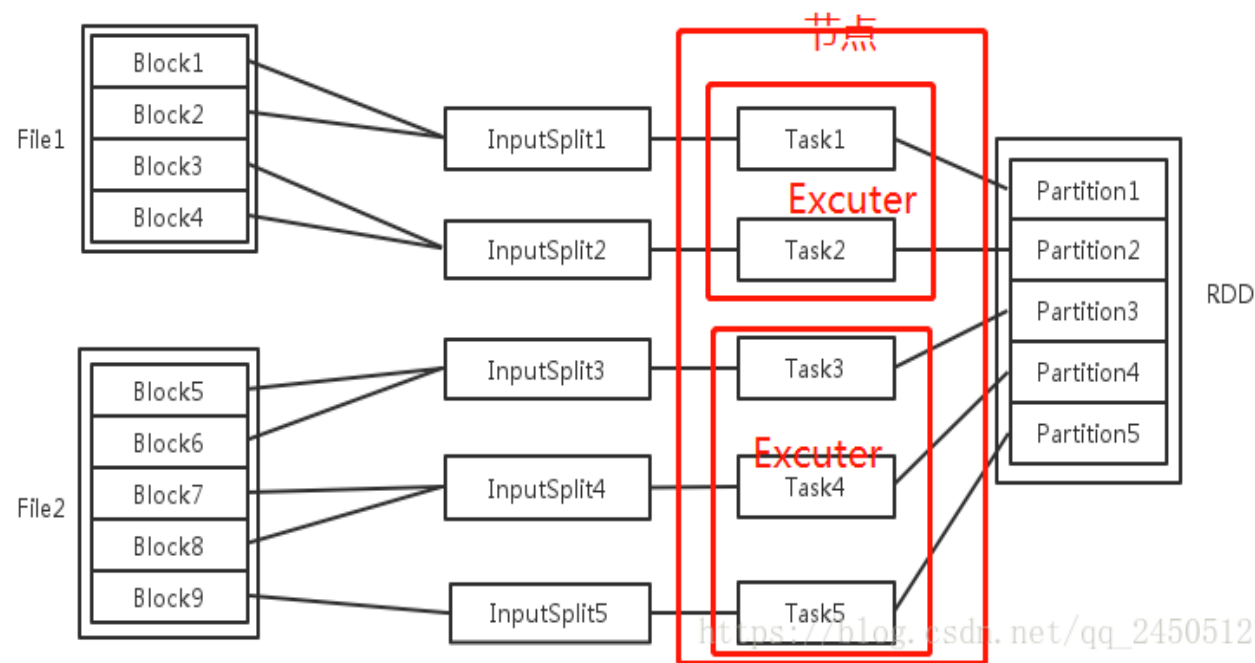 节点
Block1
Block2
File1
Block3
Block4
InputSplit1
InputSplit2
Task1
Excuter
Task2
Partition1
Partition2
Partition3
Partition4
Partition5
RDD
Block5
Block6
Block7
File2
Block8
Block9
InputSplit3
InputSplit4
InputSplit5
Task3
Excuter
Task4
Task5
https://blog.csdn.net/qq_2450512